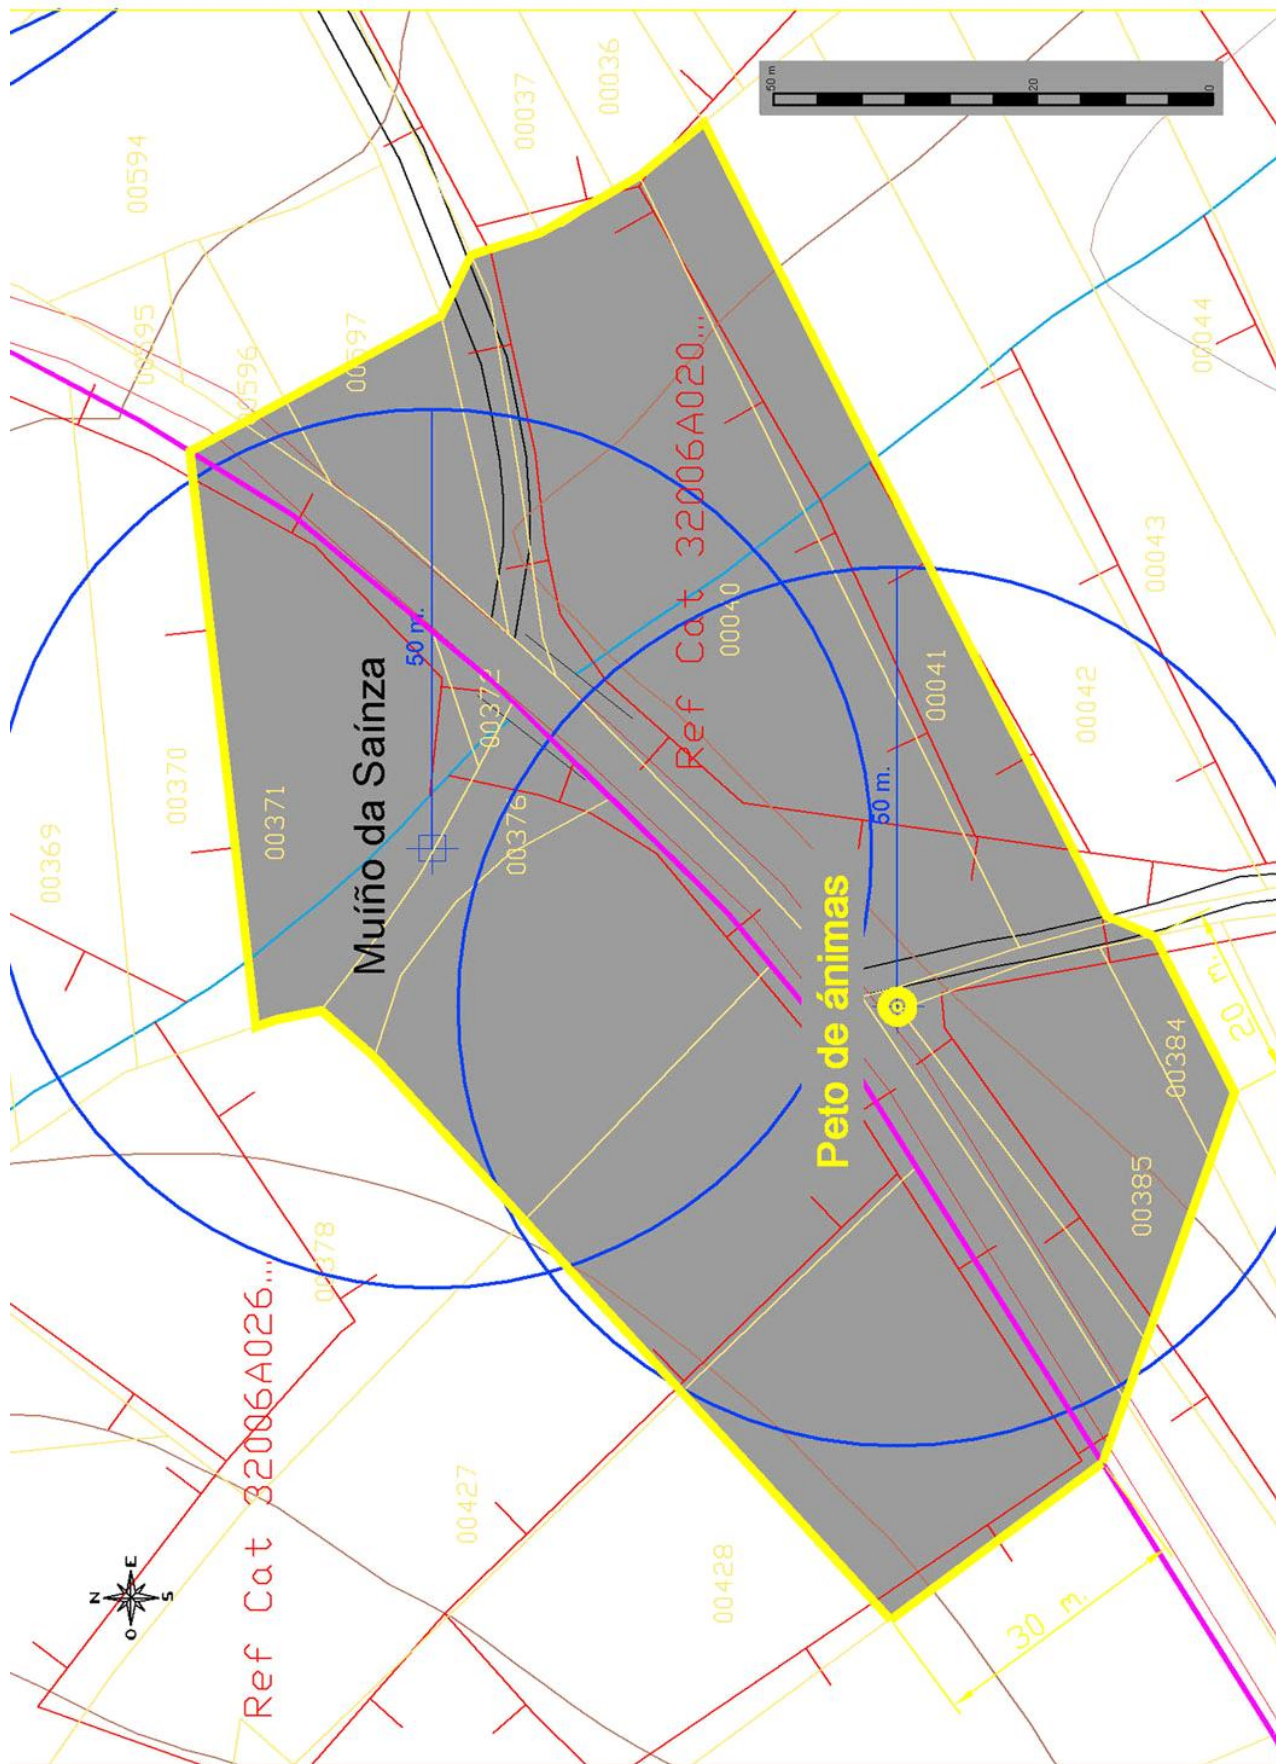 50 m
20
0
00036
00037
00594
00595
00596
00597
Ref Cat 32006A020...
00044
00043
00042
00041
00040
50 m.
00372
Muíño da Saínza
00370
00371
00369
00376
50 m.
Peto de ánimas
20 m.
00384
00385
00378
Ref Cat 32006A026...
00427
00428
30 m.
N
E
S
O